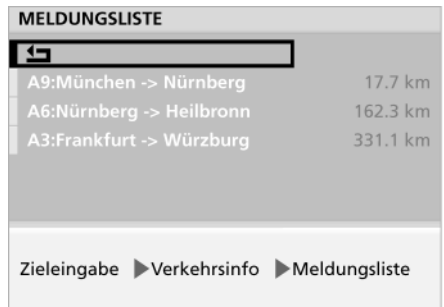 MELDUNGSLISTE
A9:München -> Nürnberg 17.7 km
A6:Nürnberg -> Heilbronn 162.3 km
A3:Frankfurt -> Würzburg 331.1 km
Zieleingabe ▶Verkehrsinfo ▶Meldungsliste